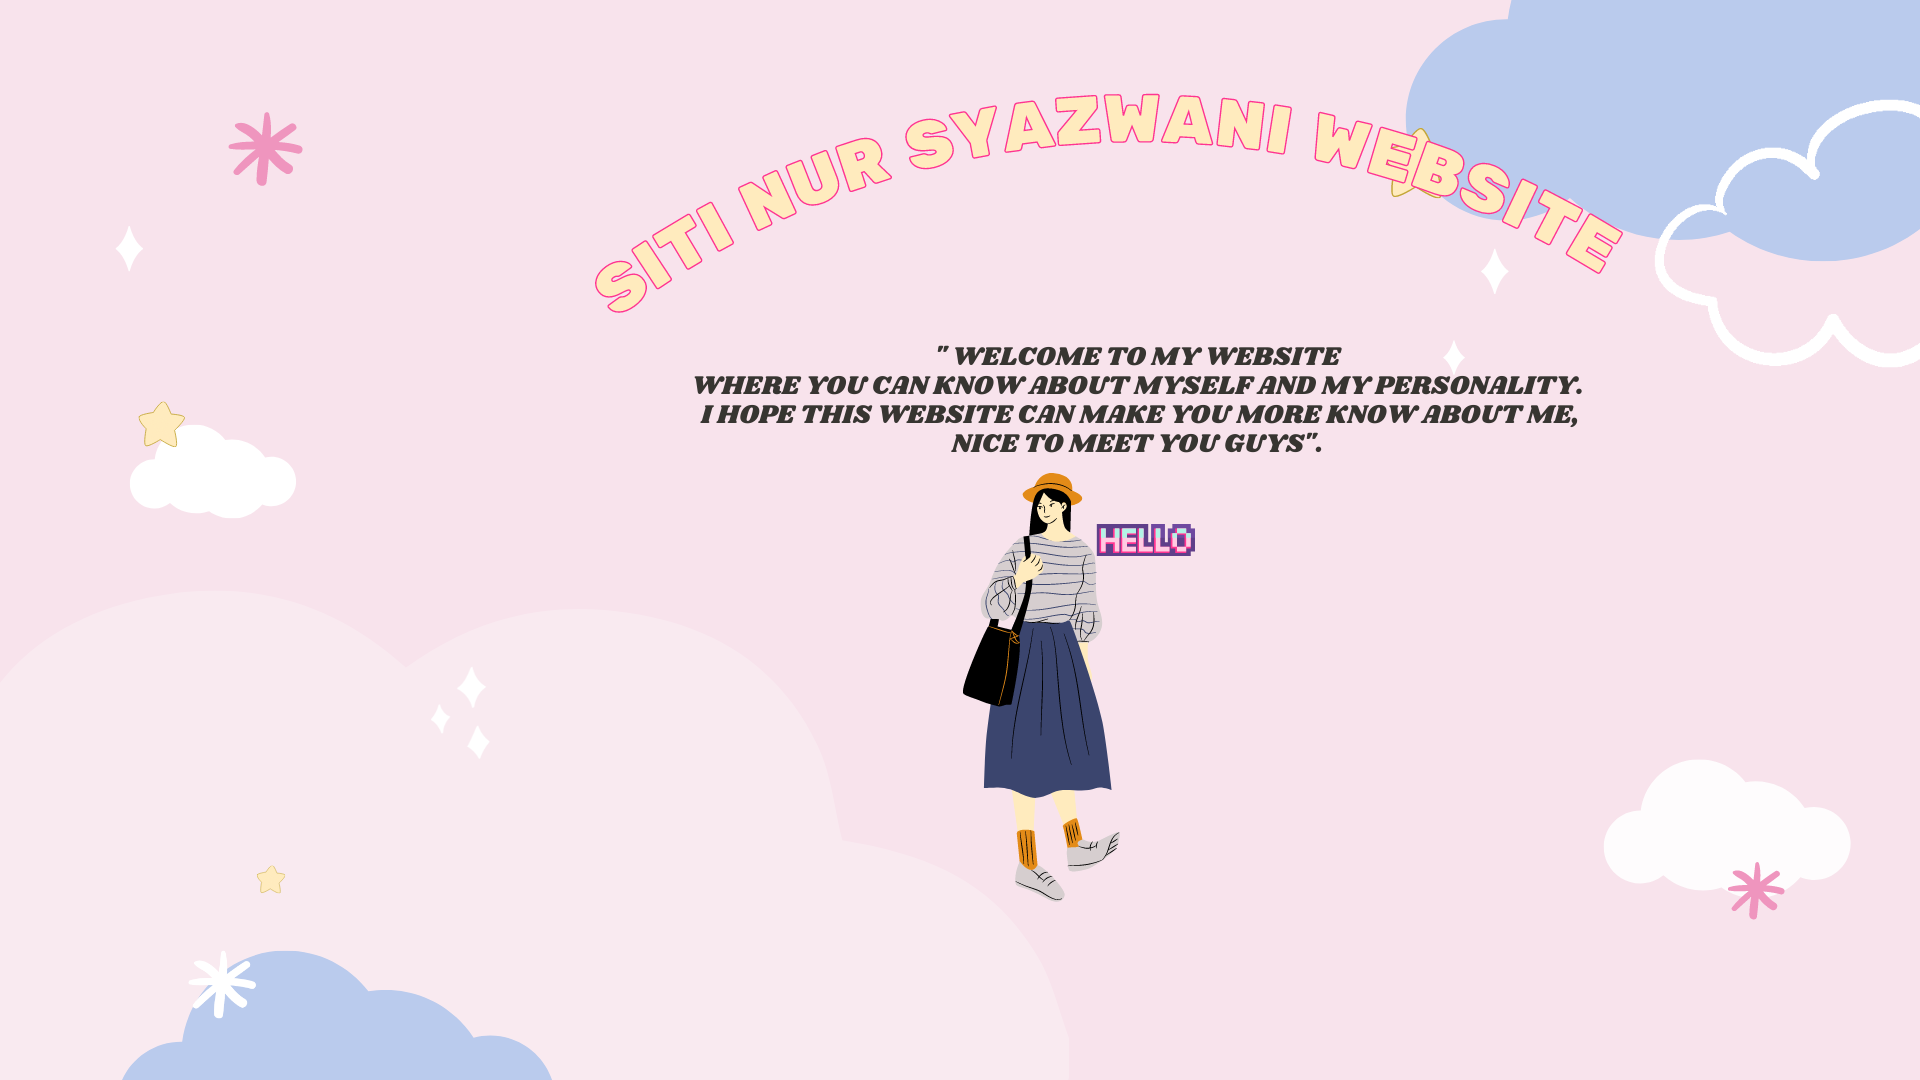 SITI NUR SYAZWANI WEBSITE
" WELCOME TO MY WEBSITE
WHERE YOU CAN KNOW ABOUT MYSELF AND MY PERSONALITY.
I HOPE THIS WEBSITE CAN MAKE YOU MORE KNOW ABOUT ME,
NICE TO MEET YOU GUYS".
HELLO